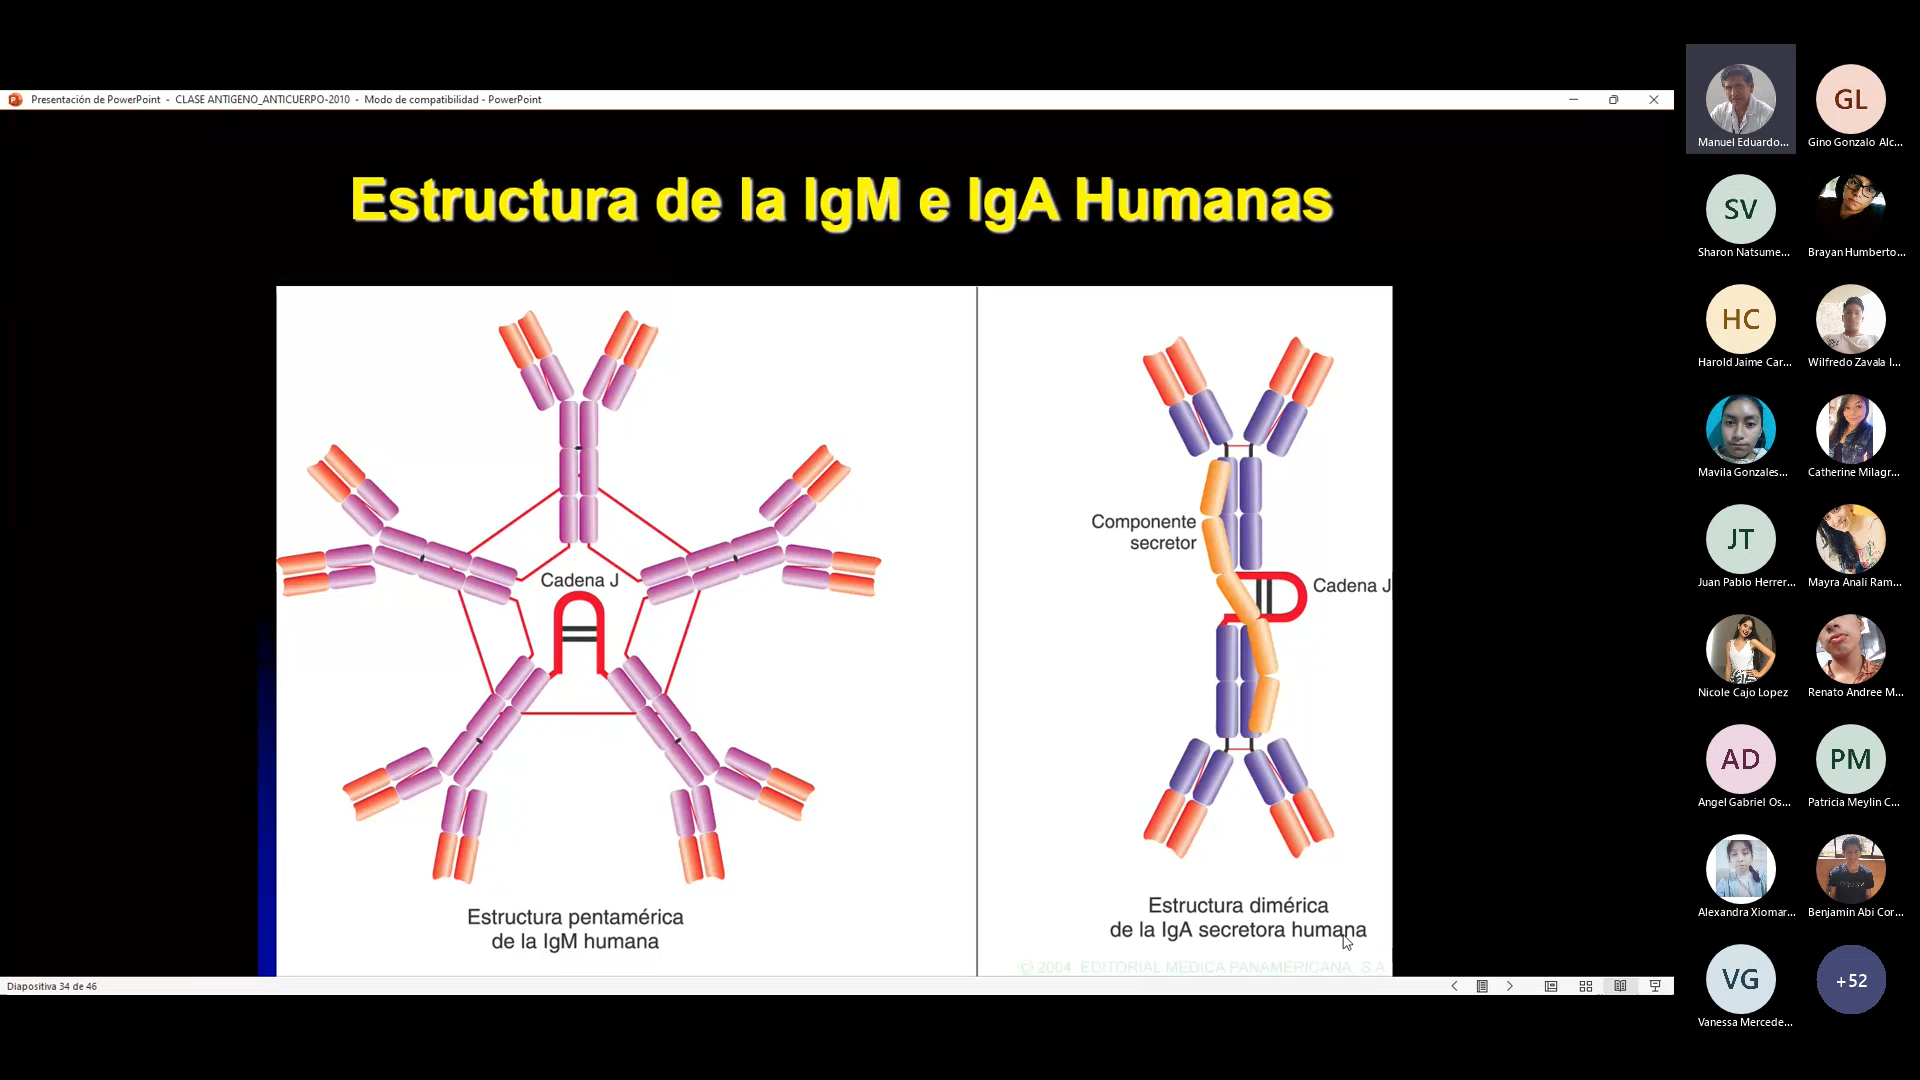 Presentación de PowerPoint - CLASE ANTIGENO_ANTICUERPO-2010 - Modo de compatibilidad - PowerPoint
Estructura de la IgM e IgA Humanas
Cadena J
Estructura pentamérica
de la IgM humana
Componente
secretor
Cadena J
Estructura dimérica
de la IgA secretora humana
© 2004. EDITORIAL MEDICA PANAMERICANA, S.A.
Diapositiva 34 de 46
Manuel Eduardo...
GL
Gino Gonzalo Alc...
SV
Sharon Natsume...
Brayan Humberto...
HC
Harold Jaime Car...
Wilfredo Zavala I...
Mavila Gonzales...
Catherine Milagr...
JT
Juan Pablo Herrer...
Mayra Anali Ram...
Nicole Cajo Lopez
Renato Andree M...
AD
Angel Gabriel Os...
PM
Patricia Meylin C...
Alexandra Xiomar...
Benjamin Abi Cor...
VG
Vanessa Mercede...
+52